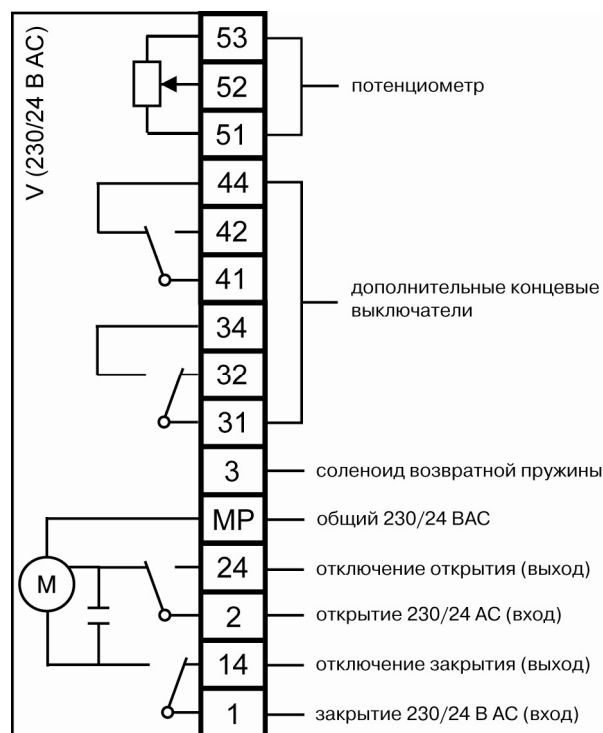 V (230/24 В AC)
53
52
51
потенциометр
44
42
41
34
32
31
дополнительные концевые
выключатели
3
соленоид возвратной пружины
MP
общий 230/24 ВАС
24
отключение открытия (выход)
2
открытие 230/24 АС (вход)
14
отключение закрытия (выход)
1
закрытие 230/24 В АС (вход)
M